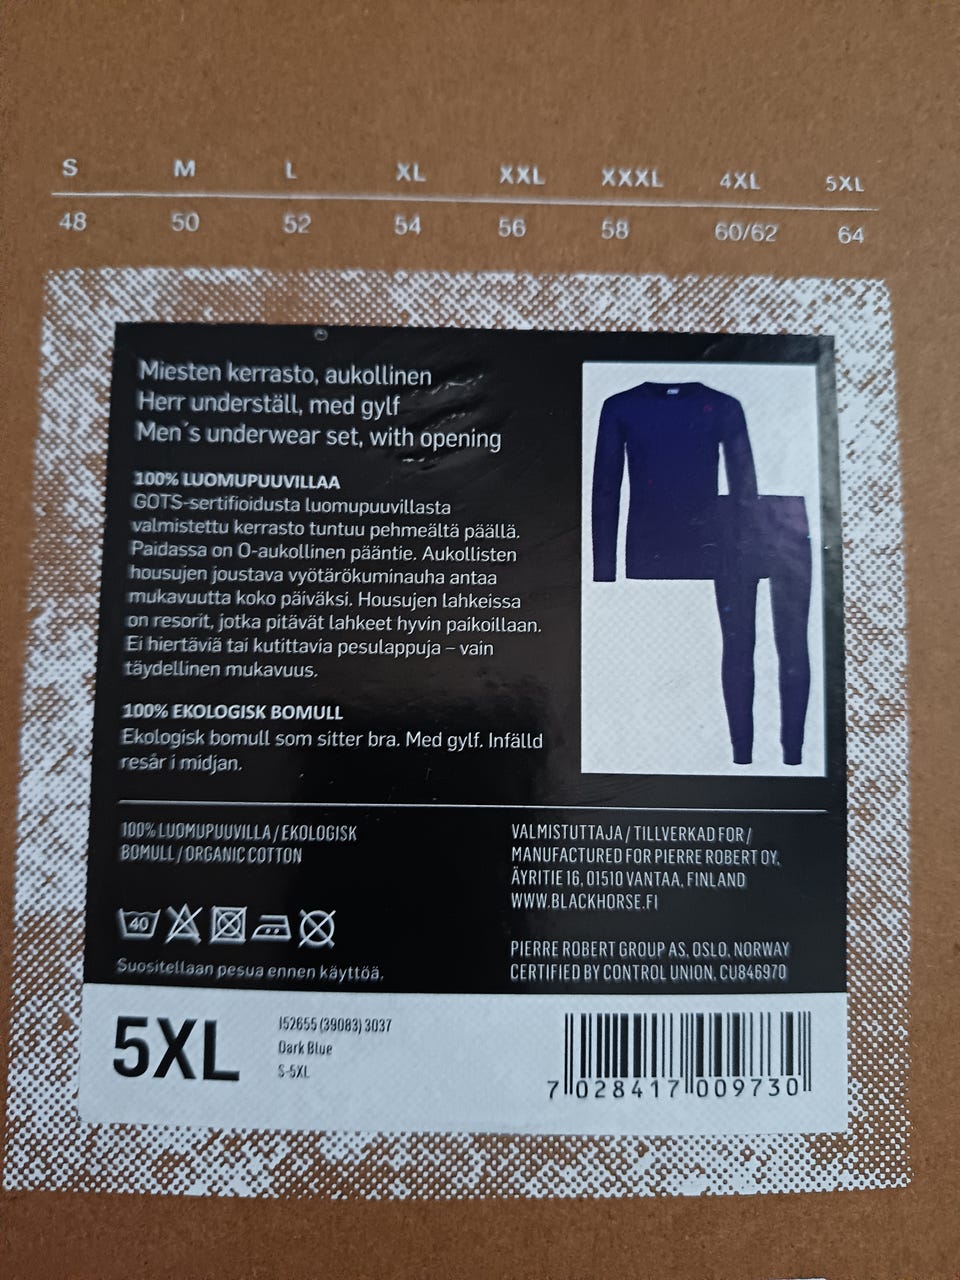 S M L XL XXL XXXL 4XL 5XL
48 50 52 54 56 58 60/62 64
Miesten kerrasto, aukollinen
Herr underställ, med gylf
Men´s underwear set, with opening
100% LUOMUPUUVILLAA
GOTS-sertifioidusta luomupuuvillasta
valmistettu kerrasto tuntuu pehmeältä päällä.
Paidassa on O-aukollinen pääntie. Aukollisten
housujen joustava vyötärökuminauha antaa
mukavuutta koko päiväksi. Housujen lahkeissa
on resorit, jotka pitävät lahkeet hyvin paikoillaan.
Ei hiertäviä tai kutittavia pesulappuja – vain
täydellinen mukavuus.
100% EKOLOGISK BOMULL
Ekologisk bomull som sitter bra. Med gylf. Infälld
resår i midjan.
100% LUOMUPUUVILLA / EKOLOGISK
BOMULL / ORGANIC COTTON
40
Suositellaan pesua ennen käyttöä.
VALMISTUTTAJA / TILLVERKAD FOR /
MANUFACTURED FOR PIERRE ROBERT OY,
ÄYRITIE 16, 01510 VANTAA, FINLAND
WWW.BLACKHORSE.FI
PIERRE ROBERT GROUP AS, OSLO, NORWAY
CERTIFIED BY CONTROL UNION, CU846970
5XL
152655 (39083) 3037
Dark Blue
S-5XL
7 028417 009730